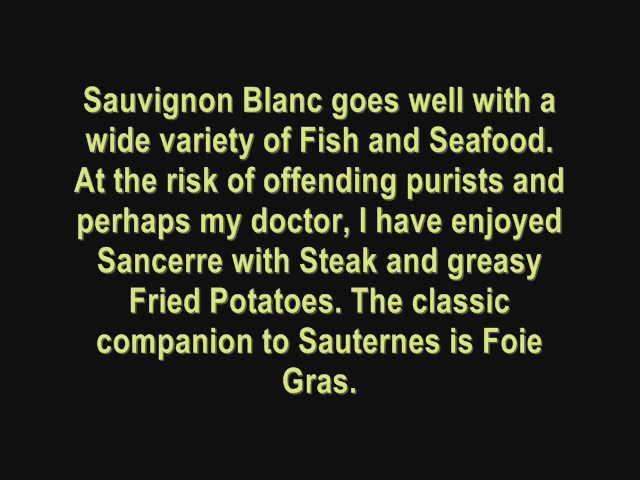 Sauvignon Blanc goes well with a
wide variety of Fish and Seafood.
At the risk of offending purists and
perhaps my doctor, I have enjoyed
Sancerre with Steak and greasy
Fried Potatoes. The classic
companion to Sauternes is Foie
Gras.